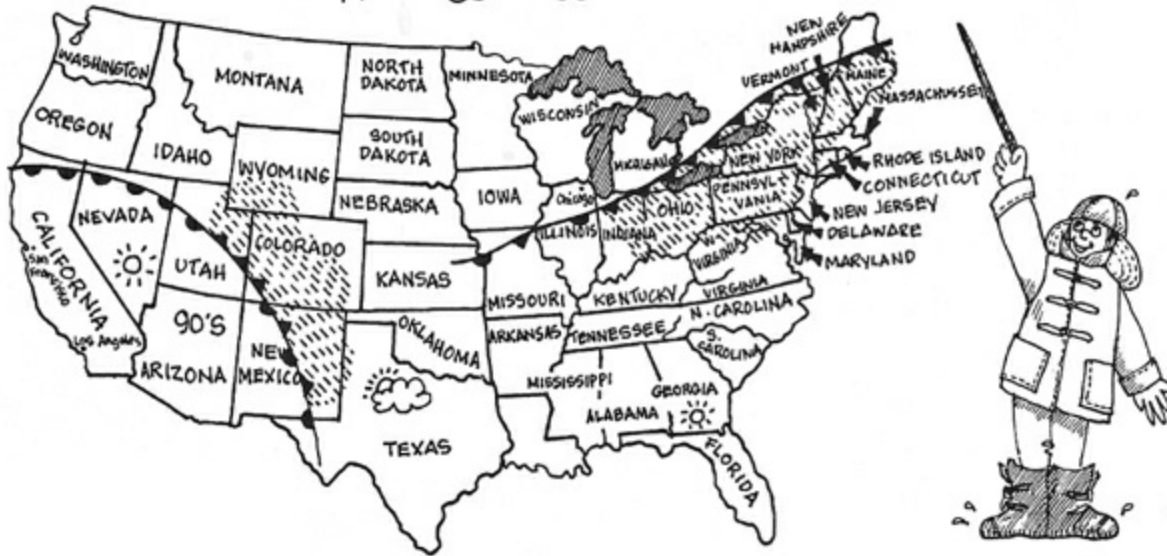 WASHINGTON
MONTANA
NORTH
DAKOTA
MINNESOTA
NEW
HAMPSHIRE
VERMONT
MAINE
MASSACHUSSET
OREGON
IDAHO
WYOMING
SOUTH
DAKOTA
WISCONSIN
MICHIGAN
NEW YORK
RHODE ISLAND
CONNECTICUT
NEW JERSEY
DELAWARE
MARYLAND
CALIFORNIA
San
Francisco
Los Angeles
NEVADA
UTAH
COLORADO
NEBRASKA
IOWA
Chicago
ILLINOIS
INDIANA
OHIO
PENNSYL
VANIA
W.
VIRGINIA
VIRGINIA
KANSAS
MISSOURI
KENTUCKY
N. CAROLINA
90'S
ARIZONA
NEW
MEXICO
OKLAHOMA
ARKANSAS
TENNESSEE
S.
CAROLINA
MISSISSIPPI
ALABAMA
GEORGIA
TEXAS
FLORIDA